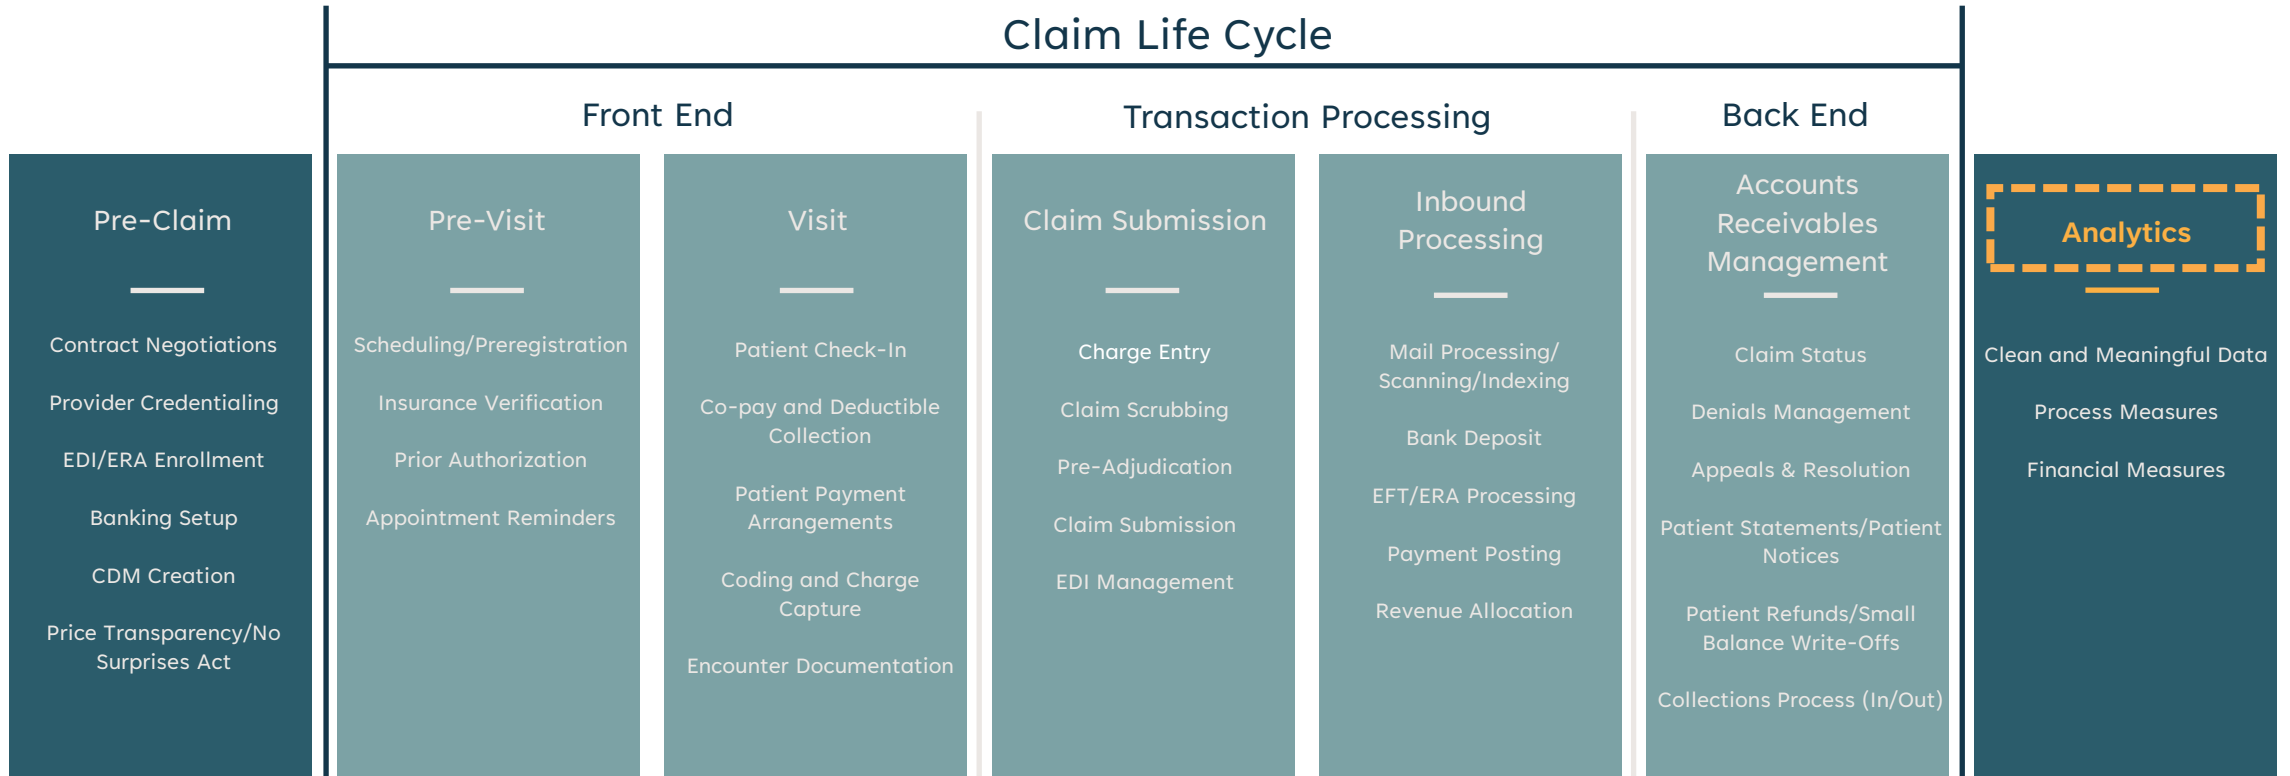 Claim Life Cycle
Front End
Transaction Processing
Back End
Pre-Claim
Contract Negotiations
Provider Credentialing
EDI/ERA Enrollment
Banking Setup
CDM Creation
Price Transparency/No
Surprises Act
Pre-Visit
Scheduling/Preregistration
Insurance Verification
Prior Authorization
Appointment Reminders
Visit
Patient Check-In
Co-pay and Deductible
Collection
Patient Payment
Arrangements
Coding and Charge
Capture
Encounter Documentation
Claim Submission
Charge Entry
Claim Scrubbing
Pre-Adjudication
Claim Submission
EDI Management
Inbound
Processing
Mail Processing/
Scanning/Indexing
Bank Deposit
EFT/ERA Processing
Payment Posting
Revenue Allocation
Accounts
Receivables
Management
Claim Status
Denials Management
Appeals & Resolution
Patient Statements/Patient
Notices
Patient Refunds/Small
Balance Write-Offs
Collections Process (In/Out)
Analytics
Clean and Meaningful Data
Process Measures
Financial Measures